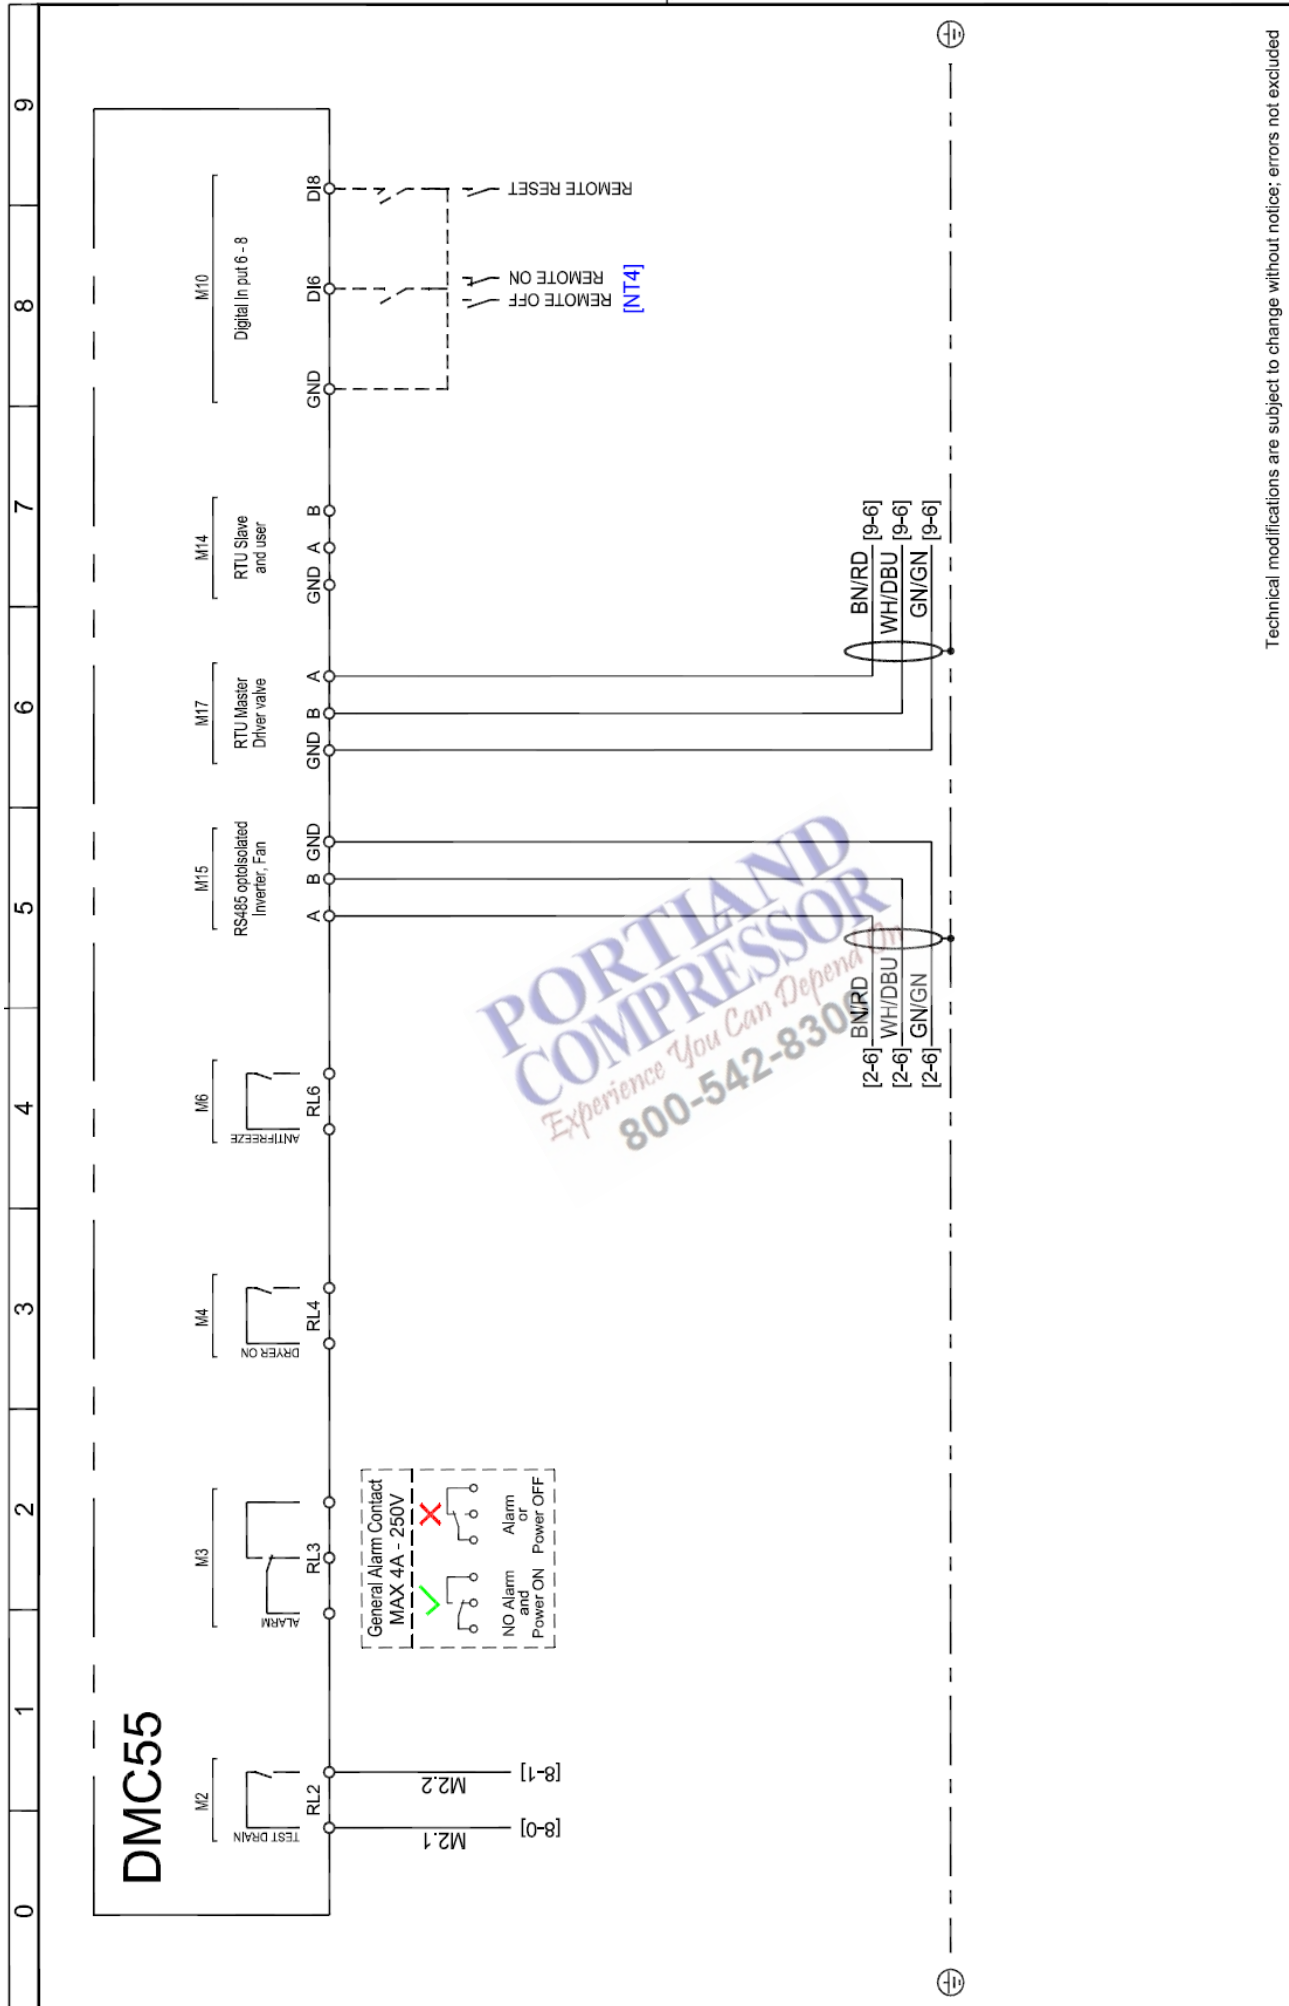 0
1
2
3
4
5
6
7
8
9
DMC55
M2
TEST DRAIN
RL2
M2.1
M2.2
[8-0]
[8-1]
M3
ALARM
RL3
General Alarm Contact
MAX 4A - 250V
NO Alarm
and
Power ON
Alarm
or
Power OFF
M4
DRYER ON
RL4
M6
ANTIFREEZE
RL6
M15
RS485 optoisolated
Inverter, Fan
A
B
GND
[2-6]
BN/RD
[2-6]
WH/DBU
[2-6]
GN/GN
M17
RTU Master
Driver valve
GND
B
A
BN/RD
[9-6]
WH/DBU
[9-6]
GN/GN
[9-6]
M14
RTU Slave
and user
GND
A
B
M10
Digital In put 6 - 8
GND
DI6
DI8
REMOTE OFF
REMOTE ON
[NT4]
REMOTE RESET
PORTLAND
COMPRESSOR
Experience You Can Depend On
Technical modifications are subject to change without notice; errors not excluded